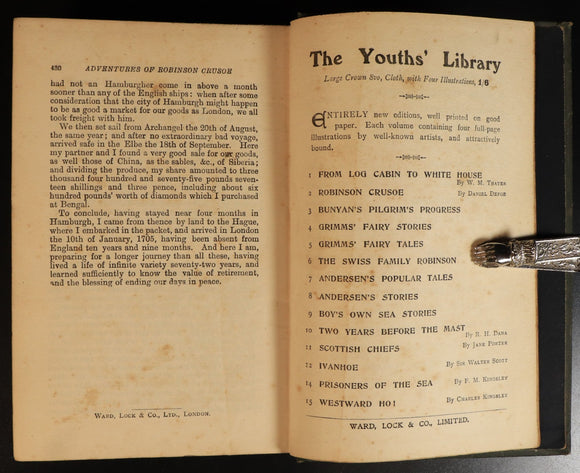 430 ADVENTURES OF ROBINSON CRUSOE
had not an Hamburgher come in above a month
sooner than any of the English ships: when after some
consideration that the city of Hamburgh might happen
to be as good a market for our goods as London, we all
took freight with him.
We then set sail from Archangel the 20th of August,
the same year; and after no extraordinary bad voyage,
arrived safe in the Elbe the 18th of September. Here
my partner and I found a very good sale for our goods,
as well those of China, as the sables, &c., of Siberia;
and dividing the produce, my share amounted to three
thousand four hundred and seventy-five pounds seven-
teen shillings and three pence, including about six
hundred pounds' worth of diamonds which I purchased
at Bengal.
To conclude, having stayed near four months in
Hamburgh, I came from thence by land to the Hague,
where I embarked in the packet, and arrived in London
the 10th of January, 1705, having been absent from
England ten years and nine months. And here I am,
preparing for a longer journey than all these, having
lived a life of infinite variety seventy-two years, and
learned sufficiently to know the value of retirement,
and the blessing of ending our days in peace.
WARD, LOCK & CO., LTD., LONDON.
The Youths' Library
Large Crown 8vo, Cloth, with Four Illustrations, 1/6
ENTIRELY new editions, well printed on good
paper. Each volume containing four full-page
illustrations by well-known artists, and attractively
bound.
1 FROM LOG CABIN TO WHITE HOUSE
By W. M. THAYER
2 ROBINSON CRUSOE By DANIEL DEFOE
3 BUNYAN'S PILGRIM'S PROGRESS
4 GRIMMS' FAIRY STORIES
5 GRIMMS' FAIRY TALES
6 THE SWISS FAMILY ROBINSON
7 ANDERSEN'S POPULAR TALES
8 ANDERSEN'S STORIES
9 BOY'S OWN SEA STORIES
10 TWO YEARS BEFORE THE MAST By R. H. DANA
11 SCOTTISH CHIEFS By JANE PORTER
12 IVANHOE By SIR WALTER SCOTT
14 PRISONERS OF THE SEA By F. M. KINGSLEY
15 WESTWARD HO! By CHARLES KINGSLEY
WARD, LOCK & CO., LIMITED.